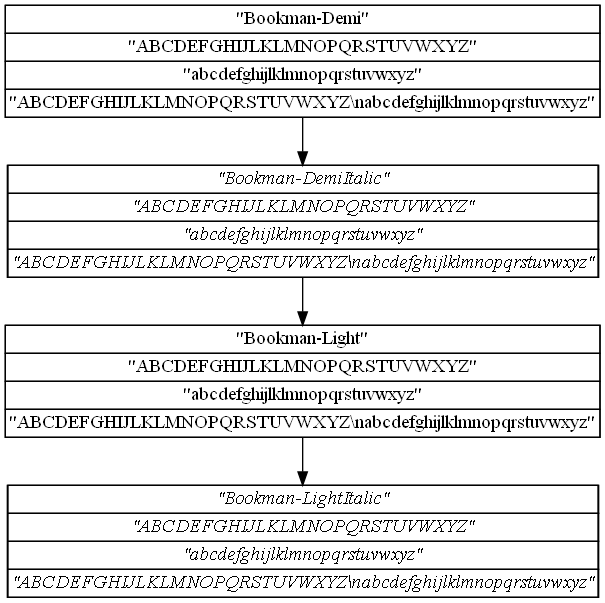 "Bookman-Demi"
"ABCDEFGHIJLKLMNOPQRSTUVWXYZ"
"abcdefghijlklmnopqrstuvwxyz"
"ABCDEFGHIJLKLMNOPQRSTUVWXYZ\nabcdefghijlklmnopqrstuvwxyz"
"Bookman-DemiItalic"
"ABCDEFGHIJLKLMNOPQRSTUVWXYZ"
"abcdefghijlklmnopqrstuvwxyz"
"ABCDEFGHIJLKLMNOPQRSTUVWXYZ\nabcdefghijlklmnopqrstuvwxyz"
"Bookman-Light"
"ABCDEFGHIJLKLMNOPQRSTUVWXYZ"
"abcdefghijlklmnopqrstuvwxyz"
"ABCDEFGHIJLKLMNOPQRSTUVWXYZ\nabcdefghijlklmnopqrstuvwxyz"
"Bookman-LightItalic"
"ABCDEFGHIJLKLMNOPQRSTUVWXYZ"
"abcdefghijlklmnopqrstuvwxyz"
"ABCDEFGHIJLKLMNOPQRSTUVWXYZ\nabcdefghijlklmnopqrstuvwxyz"